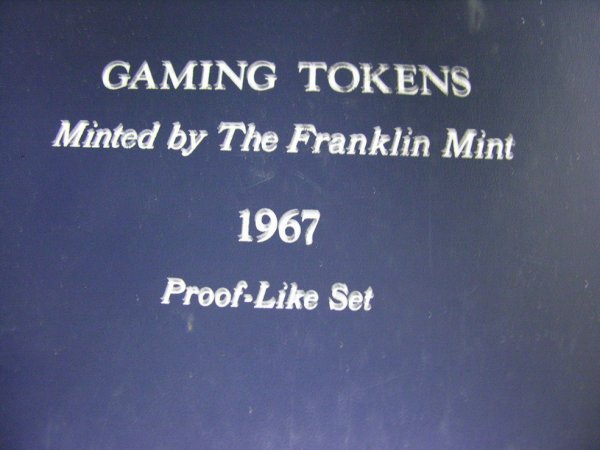 GAMING TOKENS
Minted by The Franklin Mint
1967
Proof-Like Set